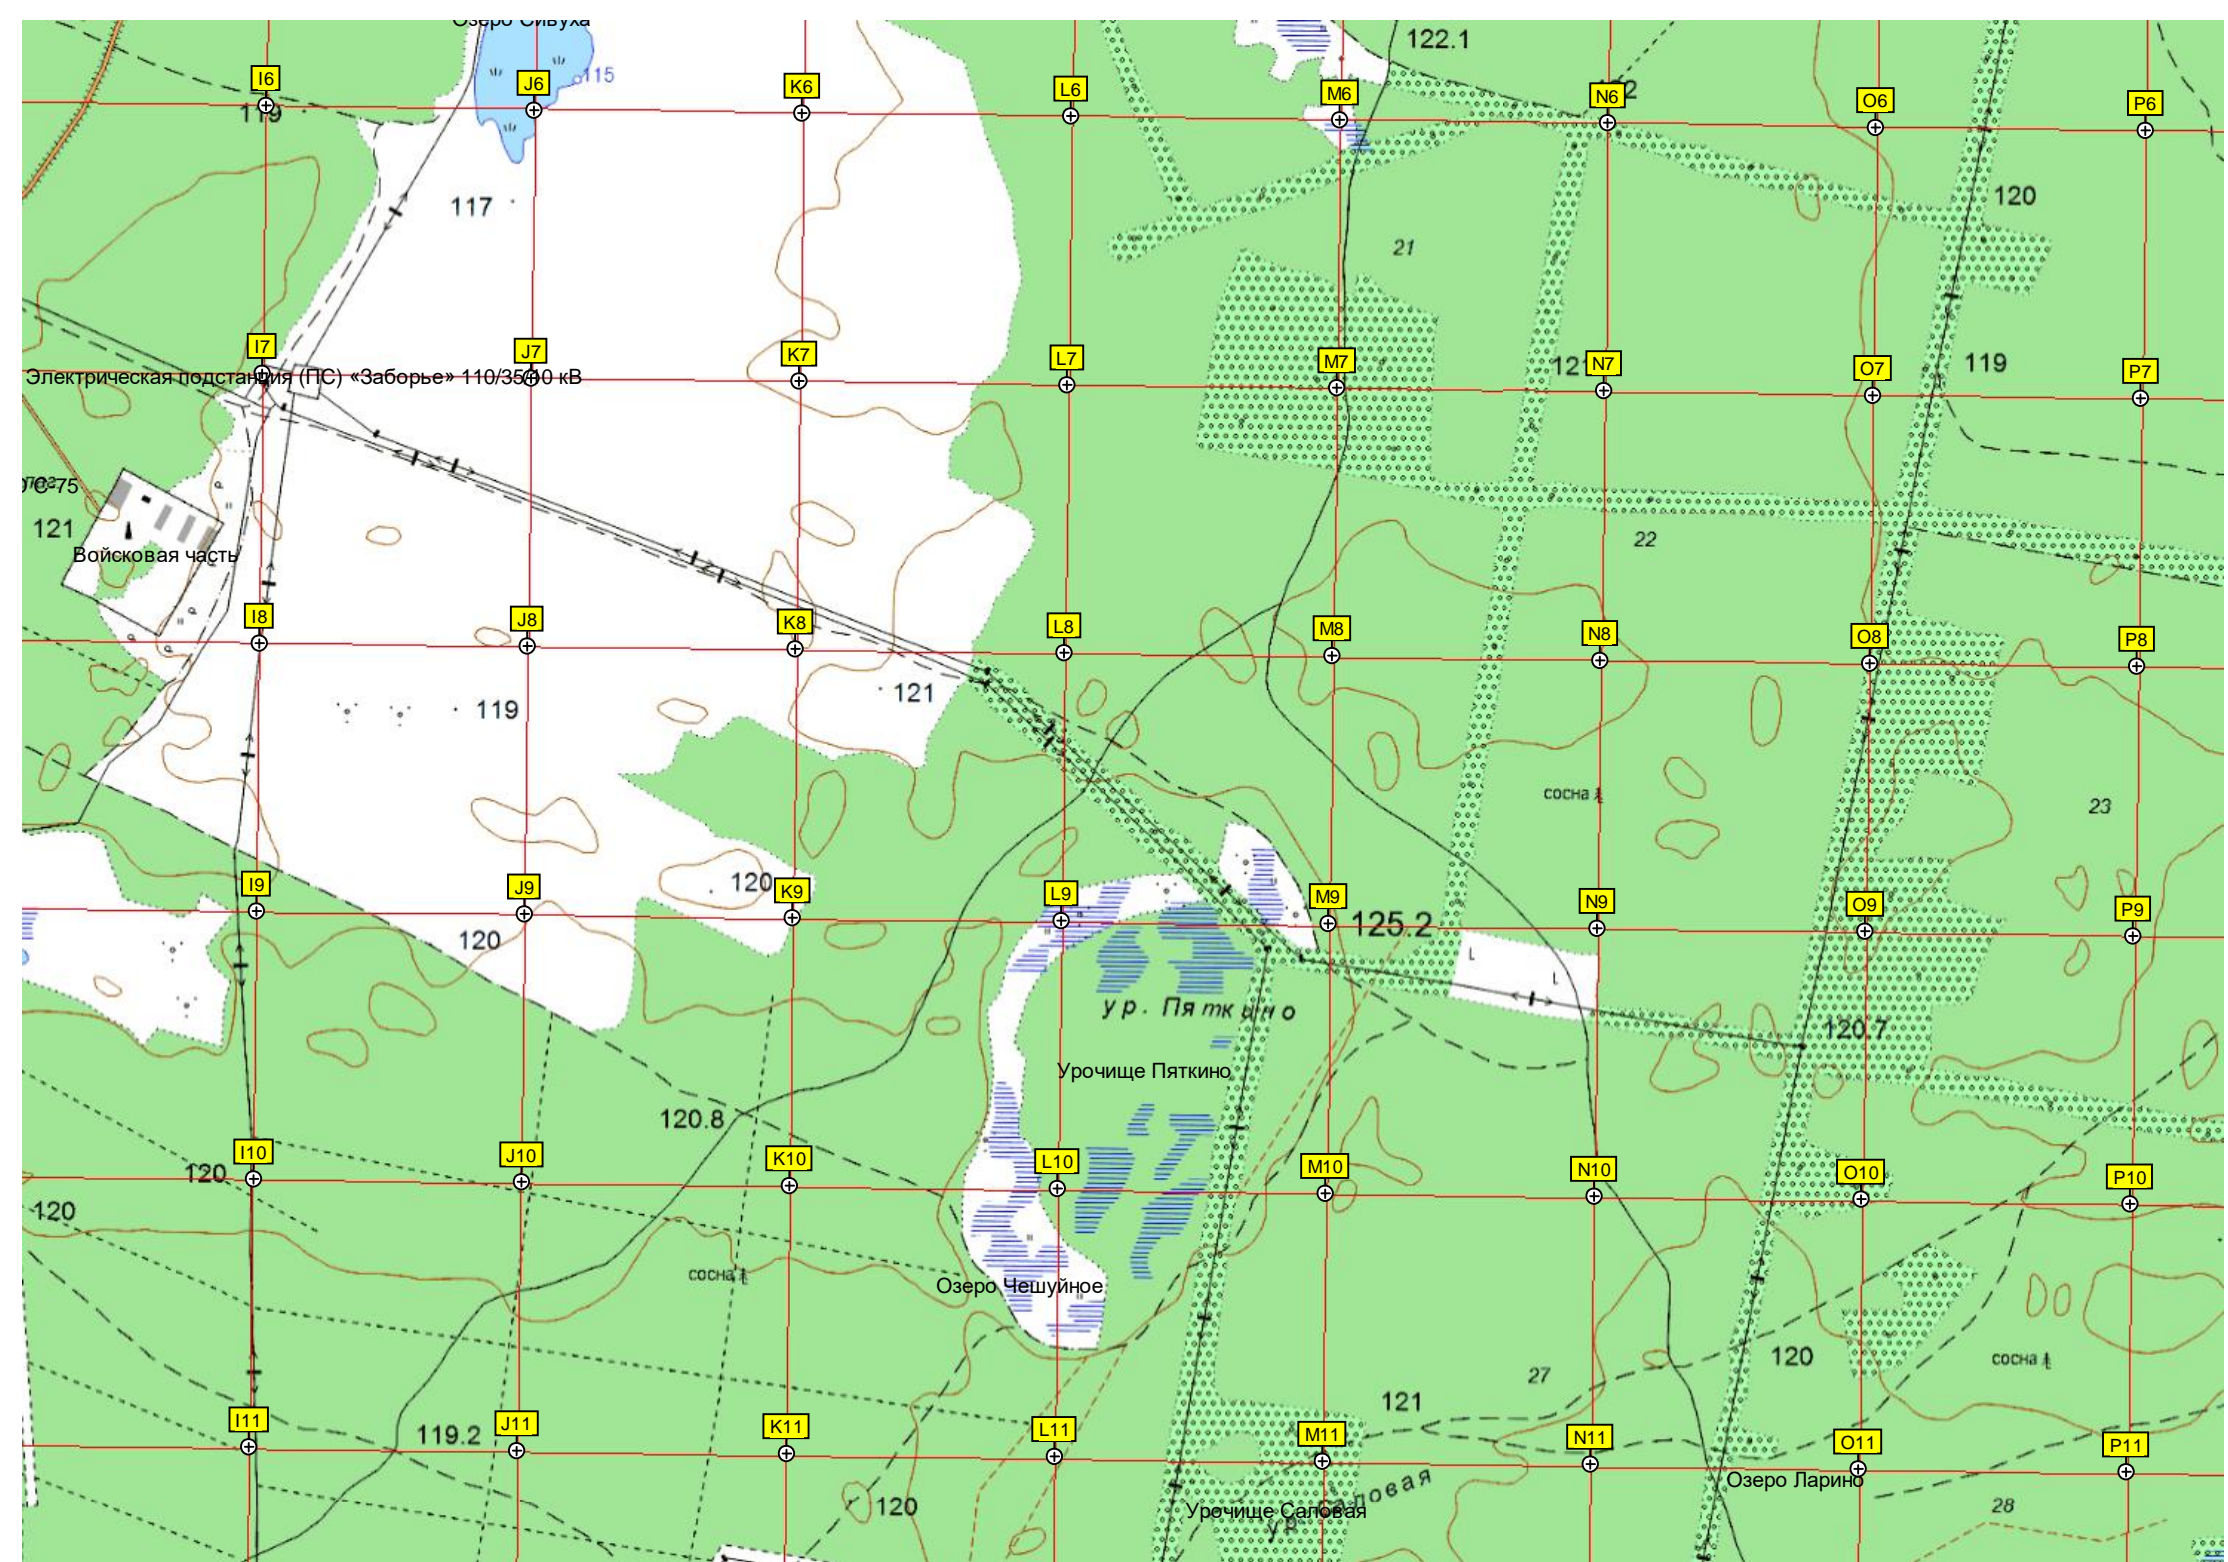 Озеро Сивуха
122.1
115
I6
J6
K6
L6
M6
N6
O6
P6
119
117
120
21
I7
J7
K7
L7
M7
N7
O7
P7
119
Электрическая подстанция (ПС) «Заборье» 110/35/10 кВ
С-75
121
22
Войсковая часть
I8
J8
K8
L8
M8
N8
O8
P8
119
121
сосна
23
120
I9
J9
K9
L9
M9
N9
O9
P9
125.2
120
ур. Пяткино
120.7
Урочище Пяткино
120.8
I10
J10
K10
L10
M10
N10
O10
P10
120
120
сосна
Озеро Чешуйное
120
сосна
27
121
I11
J11
K11
L11
M11
N11
O11
P11
119.2
Озеро Ларино
120
Урочище Саловая
28